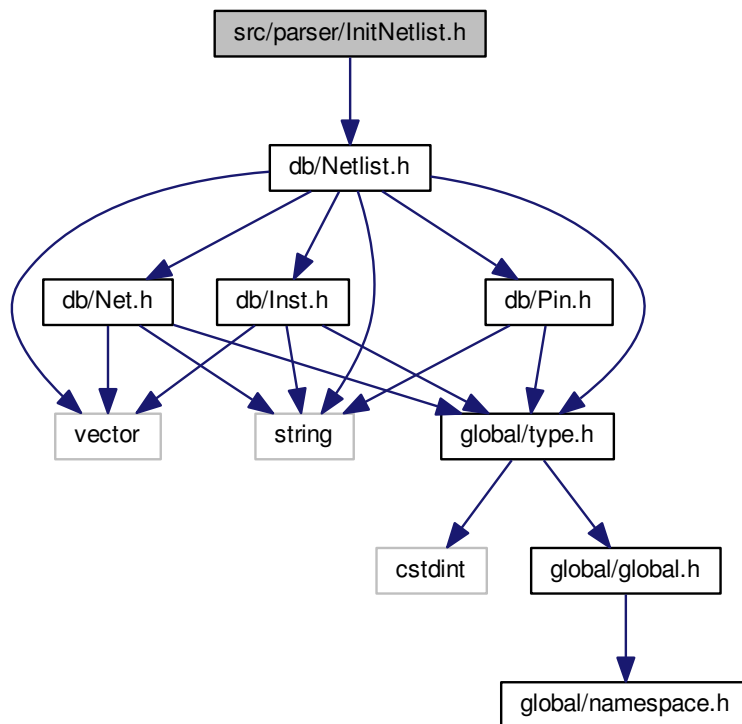 src/parser/InitNetlist.h
db/Netlist.h
db/Net.h
db/Inst.h
db/Pin.h
vector
string
global/type.h
cstdint
global/global.h
global/namespace.h